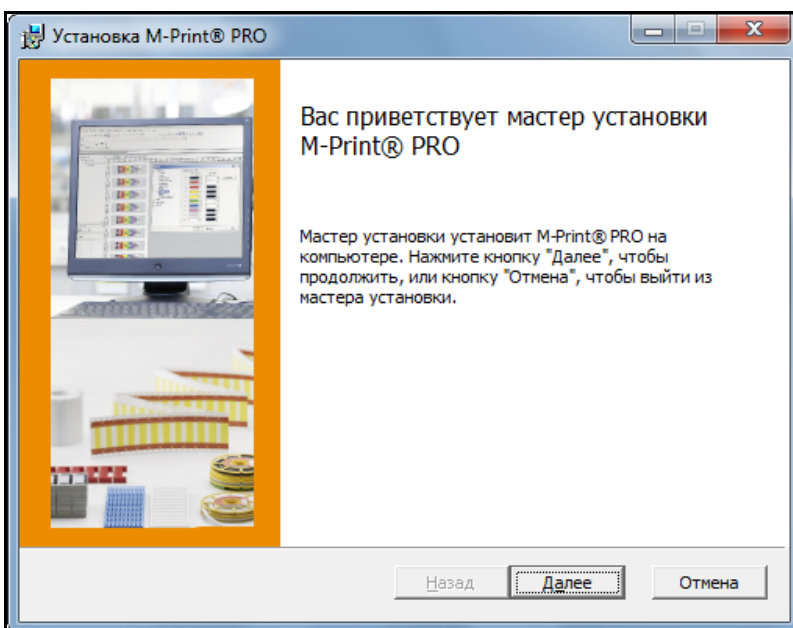 Установка M-Print® PRO
Вас приветствует мастер установки
M-Print® PRO
Мастер установки установит M-Print® PRO на
компьютере. Нажмите кнопку "Далее", чтобы
продолжить, или кнопку "Отмена", чтобы выйти из
мастера установки.
Назад
Далее
Отмена